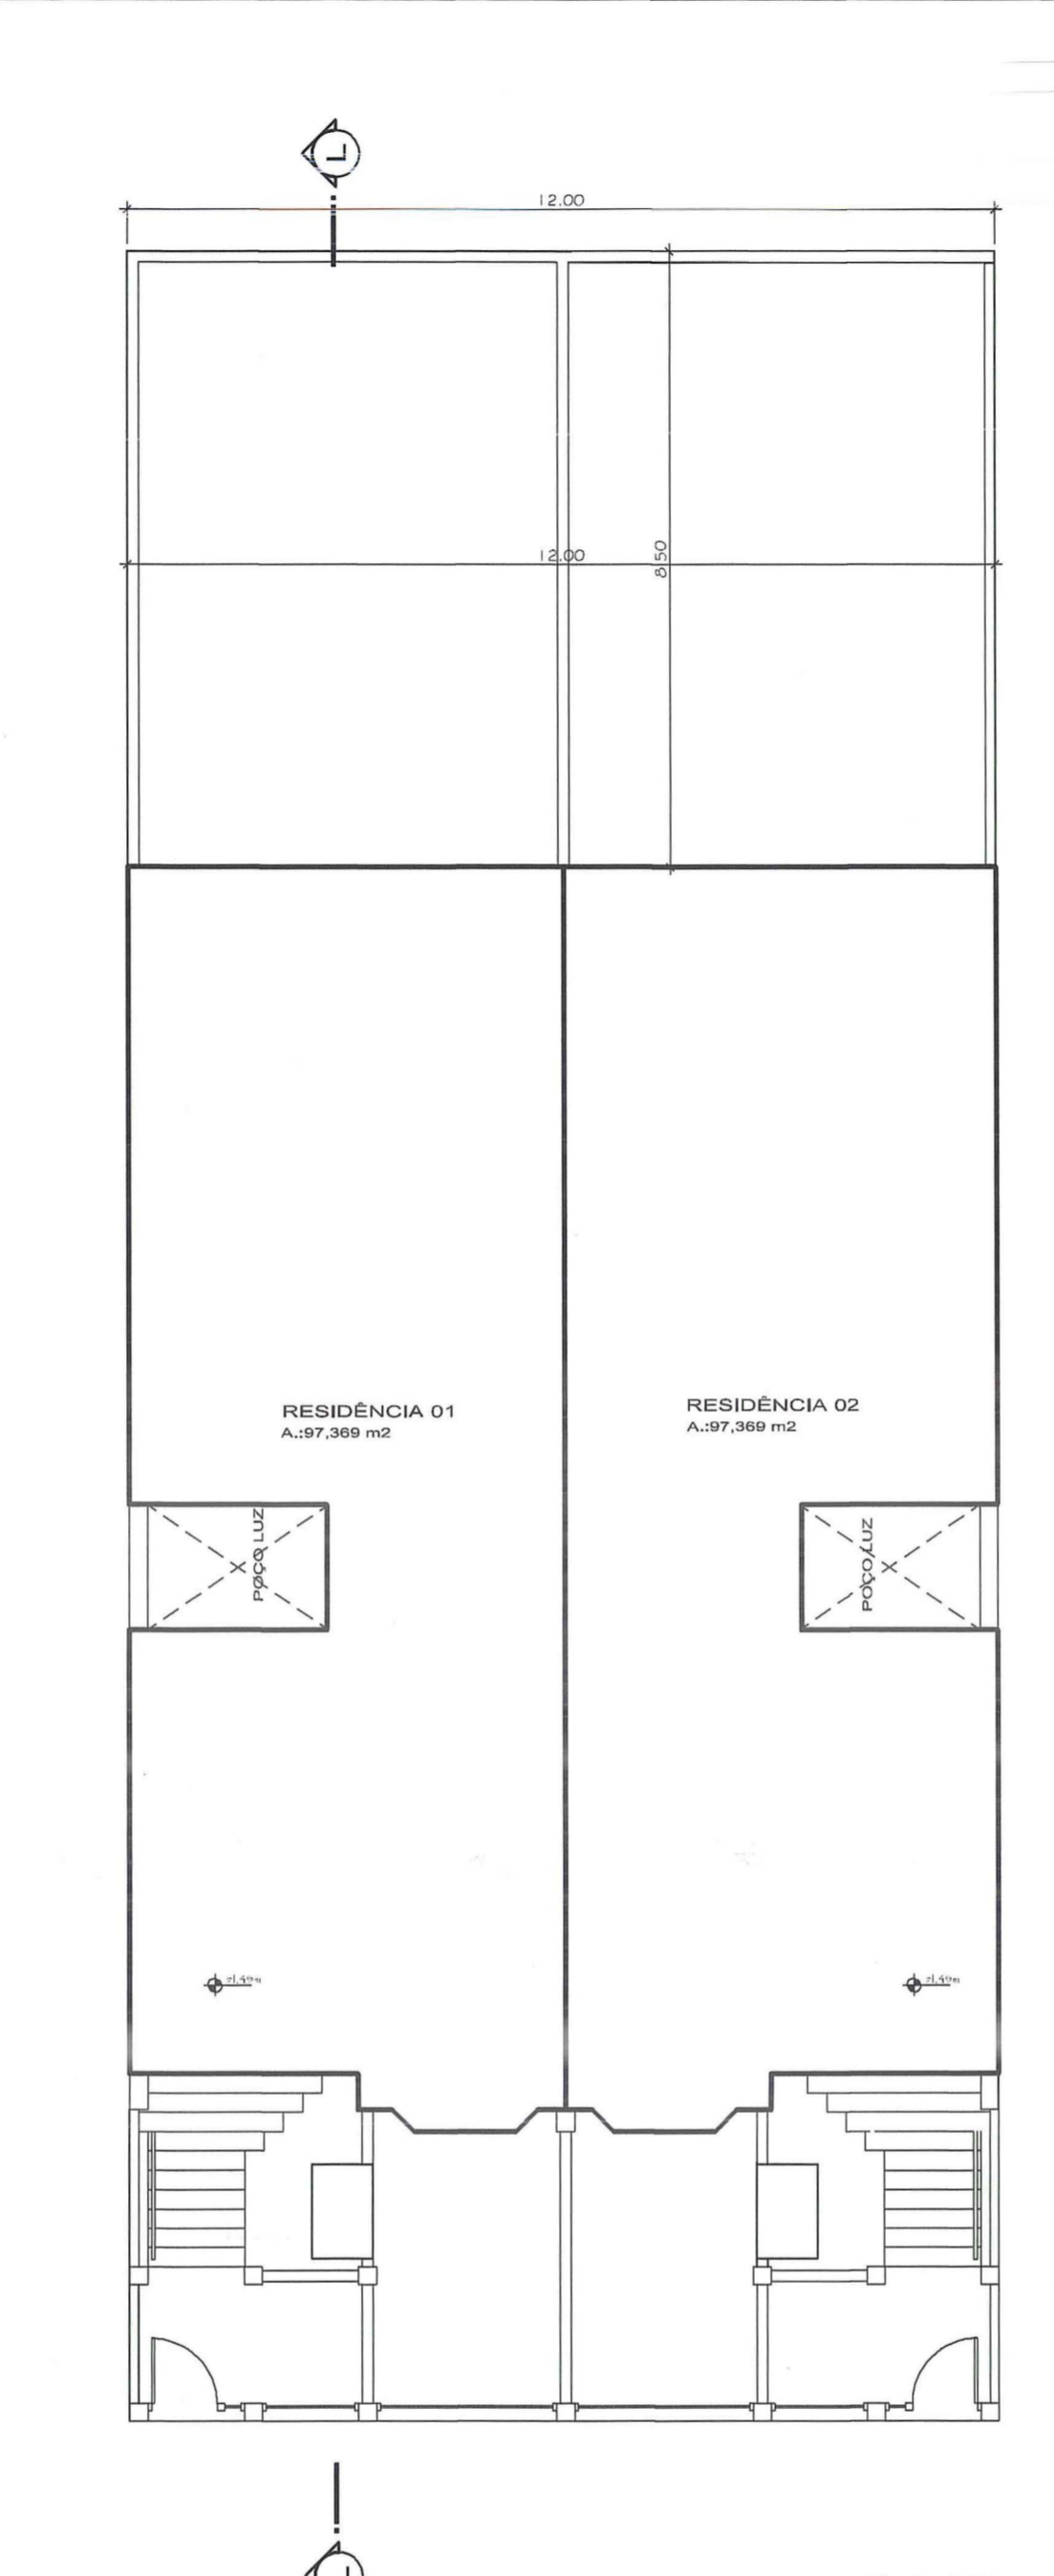 L
12.00
12.00
8.50
RESIDÊNCIA 01
A.:97,369 m2
RESIDÊNCIA 02
A.:97,369 m2
POÇO LUZ
POÇO LUZ